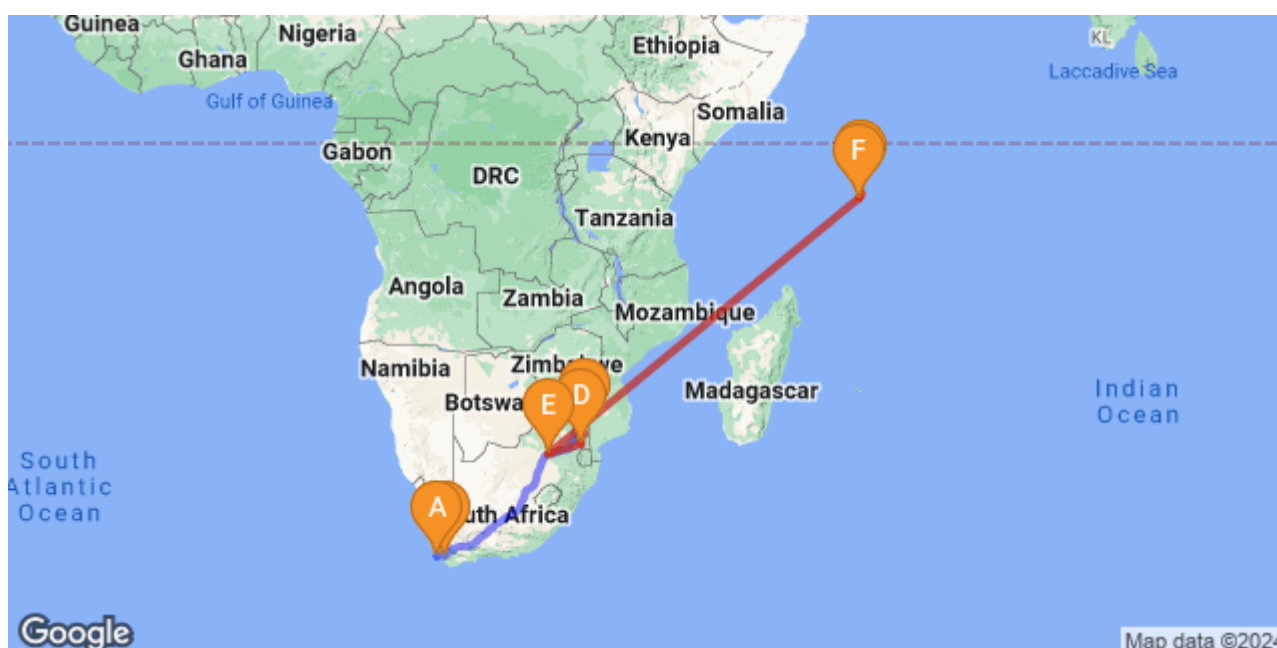 Guinea
Nigeria
Ghana
Ethiopia
KL
Laccadive Sea
Gulf of Guinea
Somalia
Kenya
Gabon
F
DRC
Tanzania
Angola
Zambia
Mozambique
Zimbabwe
Namibia
Madagascar
Botswa
E
D
Indian
Ocean
South
Atlantic
Ocean
A
uth Africa
Google
Map data ©2024